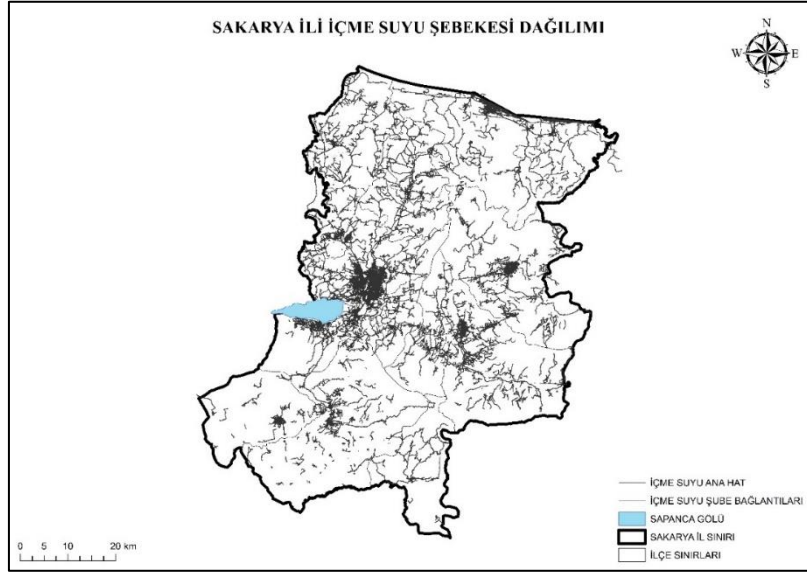 SAKARYA İLİ İÇME SUYU ŞEBEKESİ DAĞILIMI
N
W E
S
İÇME SUYU ANA HAT
İÇME SUYU ŞUBE BAĞLANTILARI
SAPANCA GÖLÜ
SAKARYA İL SINIRI
İLÇE SINIRLARI
0 5 10 20 km